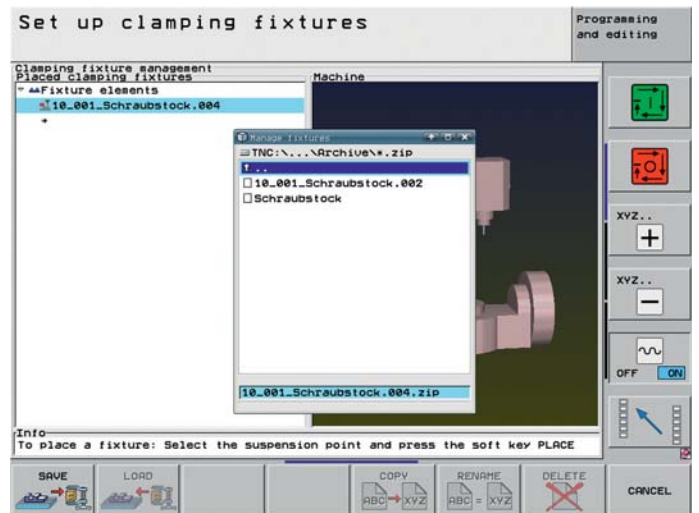 Set up clamping fixtures
Programming
and editing
Clamping fixture management
Placed clamping fixtures
Machine
Fixture elements
10_001_Schraubstock.004
Manage fixtures
TNC:\...\Archive\*.zip
..
10_001_Schraubstock.002
Schraubstock
10_001_Schraubstock.004.zip
XYZ..
+
XYZ..
−
OFF ON
Info
To place a fixture: Select the suspension point and press the soft key PLACE
SAVE
LOAD
COPY
ABC → XYZ
RENAME
ABC = XYZ
DELETE
CANCEL